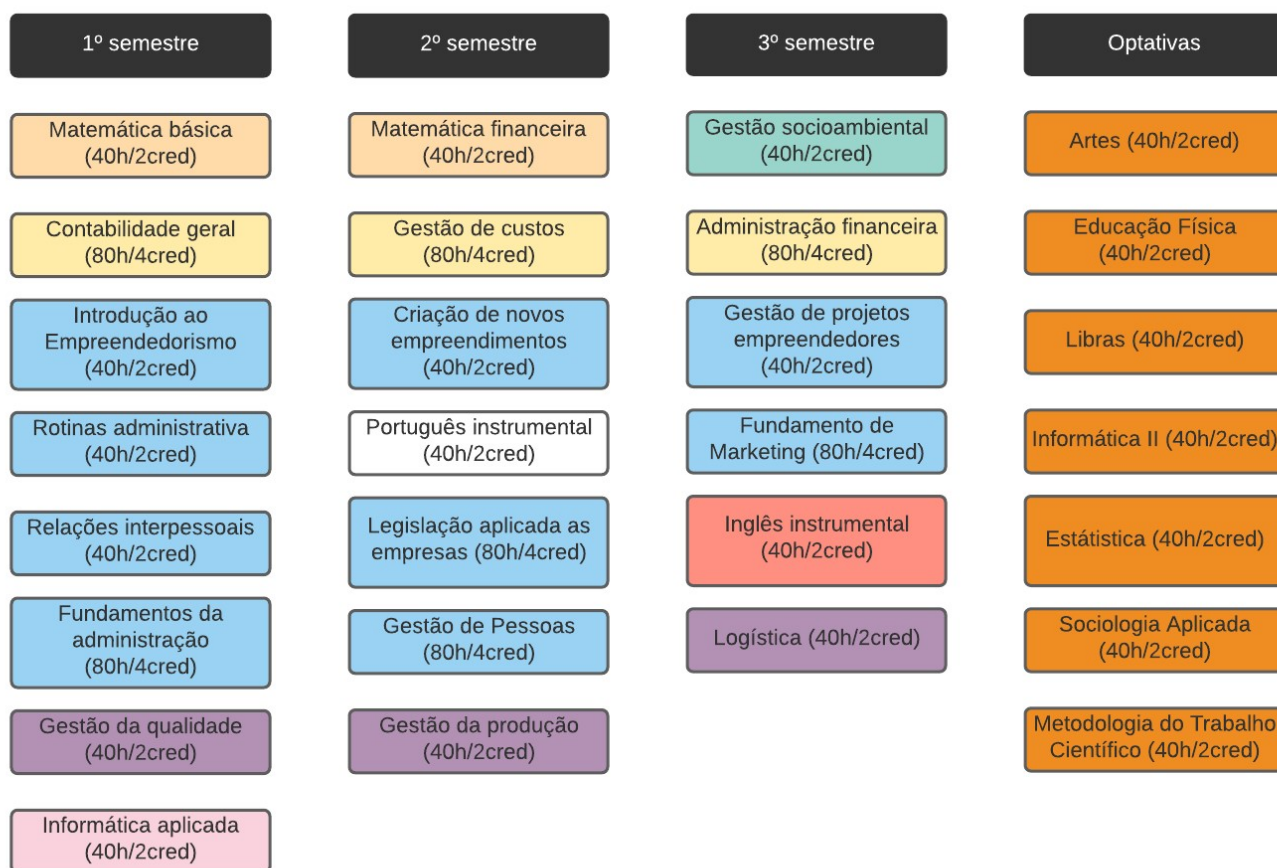 1º semestre
Matemática básica
(40h/2cred)
Contabilidade geral
(80h/4cred)
Introdução ao
Empreendedorismo
(40h/2cred)
Rotinas administrativa
(40h/2cred)
Relações interpessoais
(40h/2cred)
Fundamentos da
administração
(80h/4cred)
Gestão da qualidade
(40h/2cred)
Informática aplicada
(40h/2cred)
2º semestre
Matemática financeira
(40h/2cred)
Gestão de custos
(80h/4cred)
Criação de novos
empreendimentos
(40h/2cred)
Português instrumental
(40h/2cred)
Legislação aplicada as
empresas (80h/4cred)
Gestão de Pessoas
(80h/4cred)
Gestão da produção
(40h/2cred)
3º semestre
Gestão socioambiental
(40h/2cred)
Administração financeira
(80h/4cred)
Gestão de projetos
empreendedores
(40h/2cred)
Fundamento de
Marketing (80h/4cred)
Inglês instrumental
(40h/2cred)
Logística (40h/2cred)
Optativas
Artes (40h/2cred)
Educação Física
(40h/2cred)
Libras (40h/2cred)
Informática II (40h/2cred)
Estátistica (40h/2cred)
Sociologia Aplicada
(40h/2cred)
Metodologia do Trabalho
Científico (40h/2cred)